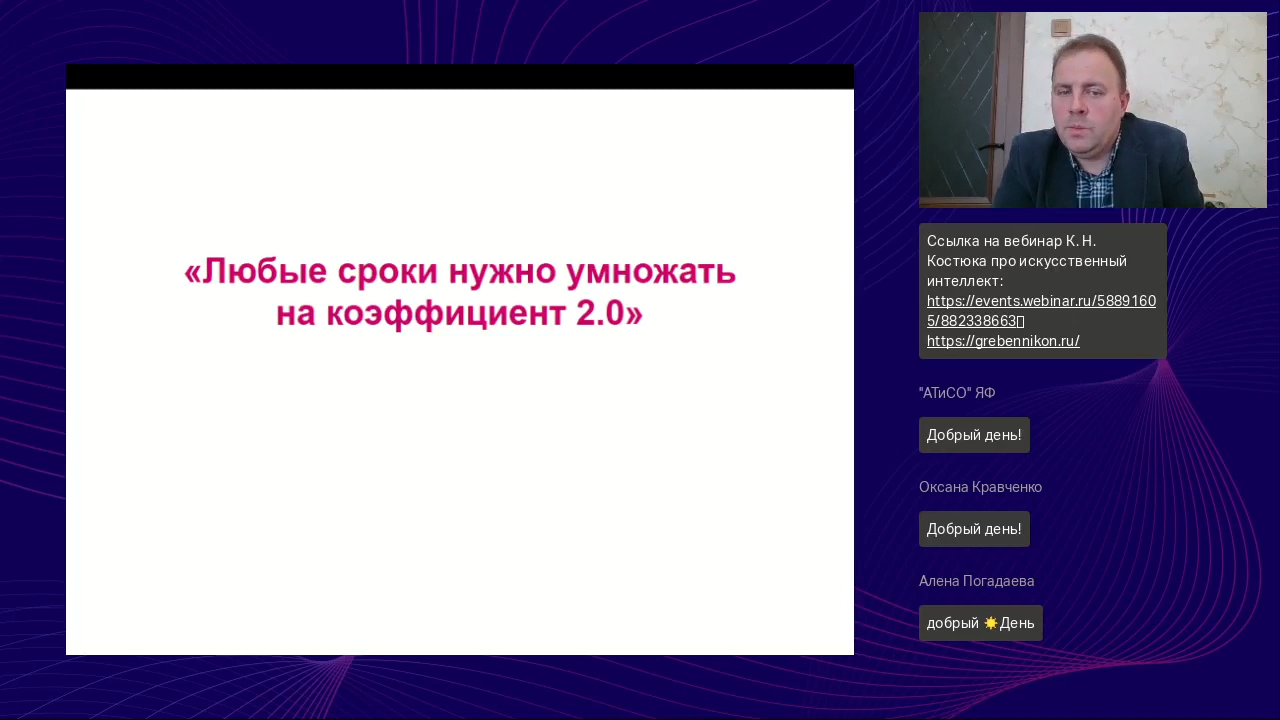 «Любые сроки нужно умножать
на коэффициент 2.0»
Ссылка на вебинар К. Н.
Костюка про искусственный
интеллект:
https://events.webinar.ru/5889160
5/882338663
https://grebennikon.ru/
"АТиСО" ЯФ
Добрый день!
Оксана Кравченко
Добрый день!
Алена Погадаева
добрый ☀️День